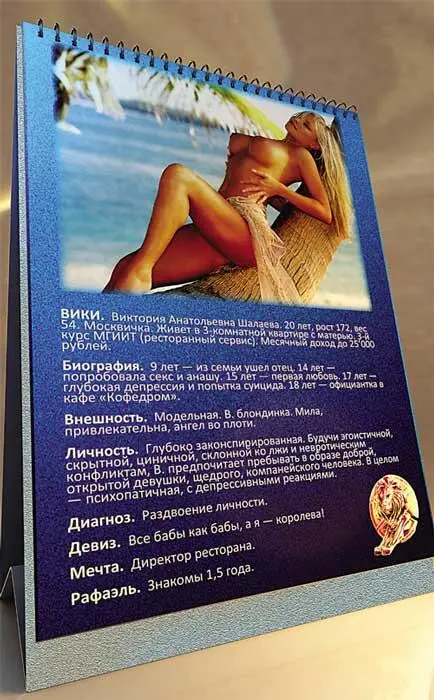 ВИКИ. Виктория Анатольевна Шалаева. 20 лет, рост 172, вес
54. Москвичка. Живет в 3-комнатной квартире с матерью. 3-й
курс МГИИТ (ресторанный сервис). Месячный доход до 25'000
рублей.
Биография. 9 лет — из семьи ушел отец. 14 лет —
попробовала секс и анашу. 15 лет — первая любовь. 17 лет —
глубокая депрессия и попытка суицида. 18 лет — официантка в
кафе «Кофедром».
Внешность. Модельная. В. блондинка. Мила,
привлекательна, ангел во плоти.
Личность. Глубоко законспирированная. Будучи эгоистичной,
скрытной, циничной, склонной ко лжи и невротическим
конфликтам, В. предпочитает пребывать в образе доброй,
открытой девушки, щедрого, компанейского человека. В целом
— психопатичная, с депрессивными реакциями.
Диагноз. Раздвоение личности.
Девиз. Все бабы как бабы, а я — королева!
Мечта. Директор ресторана.
Рафаэль. Знакомы 1,5 года.